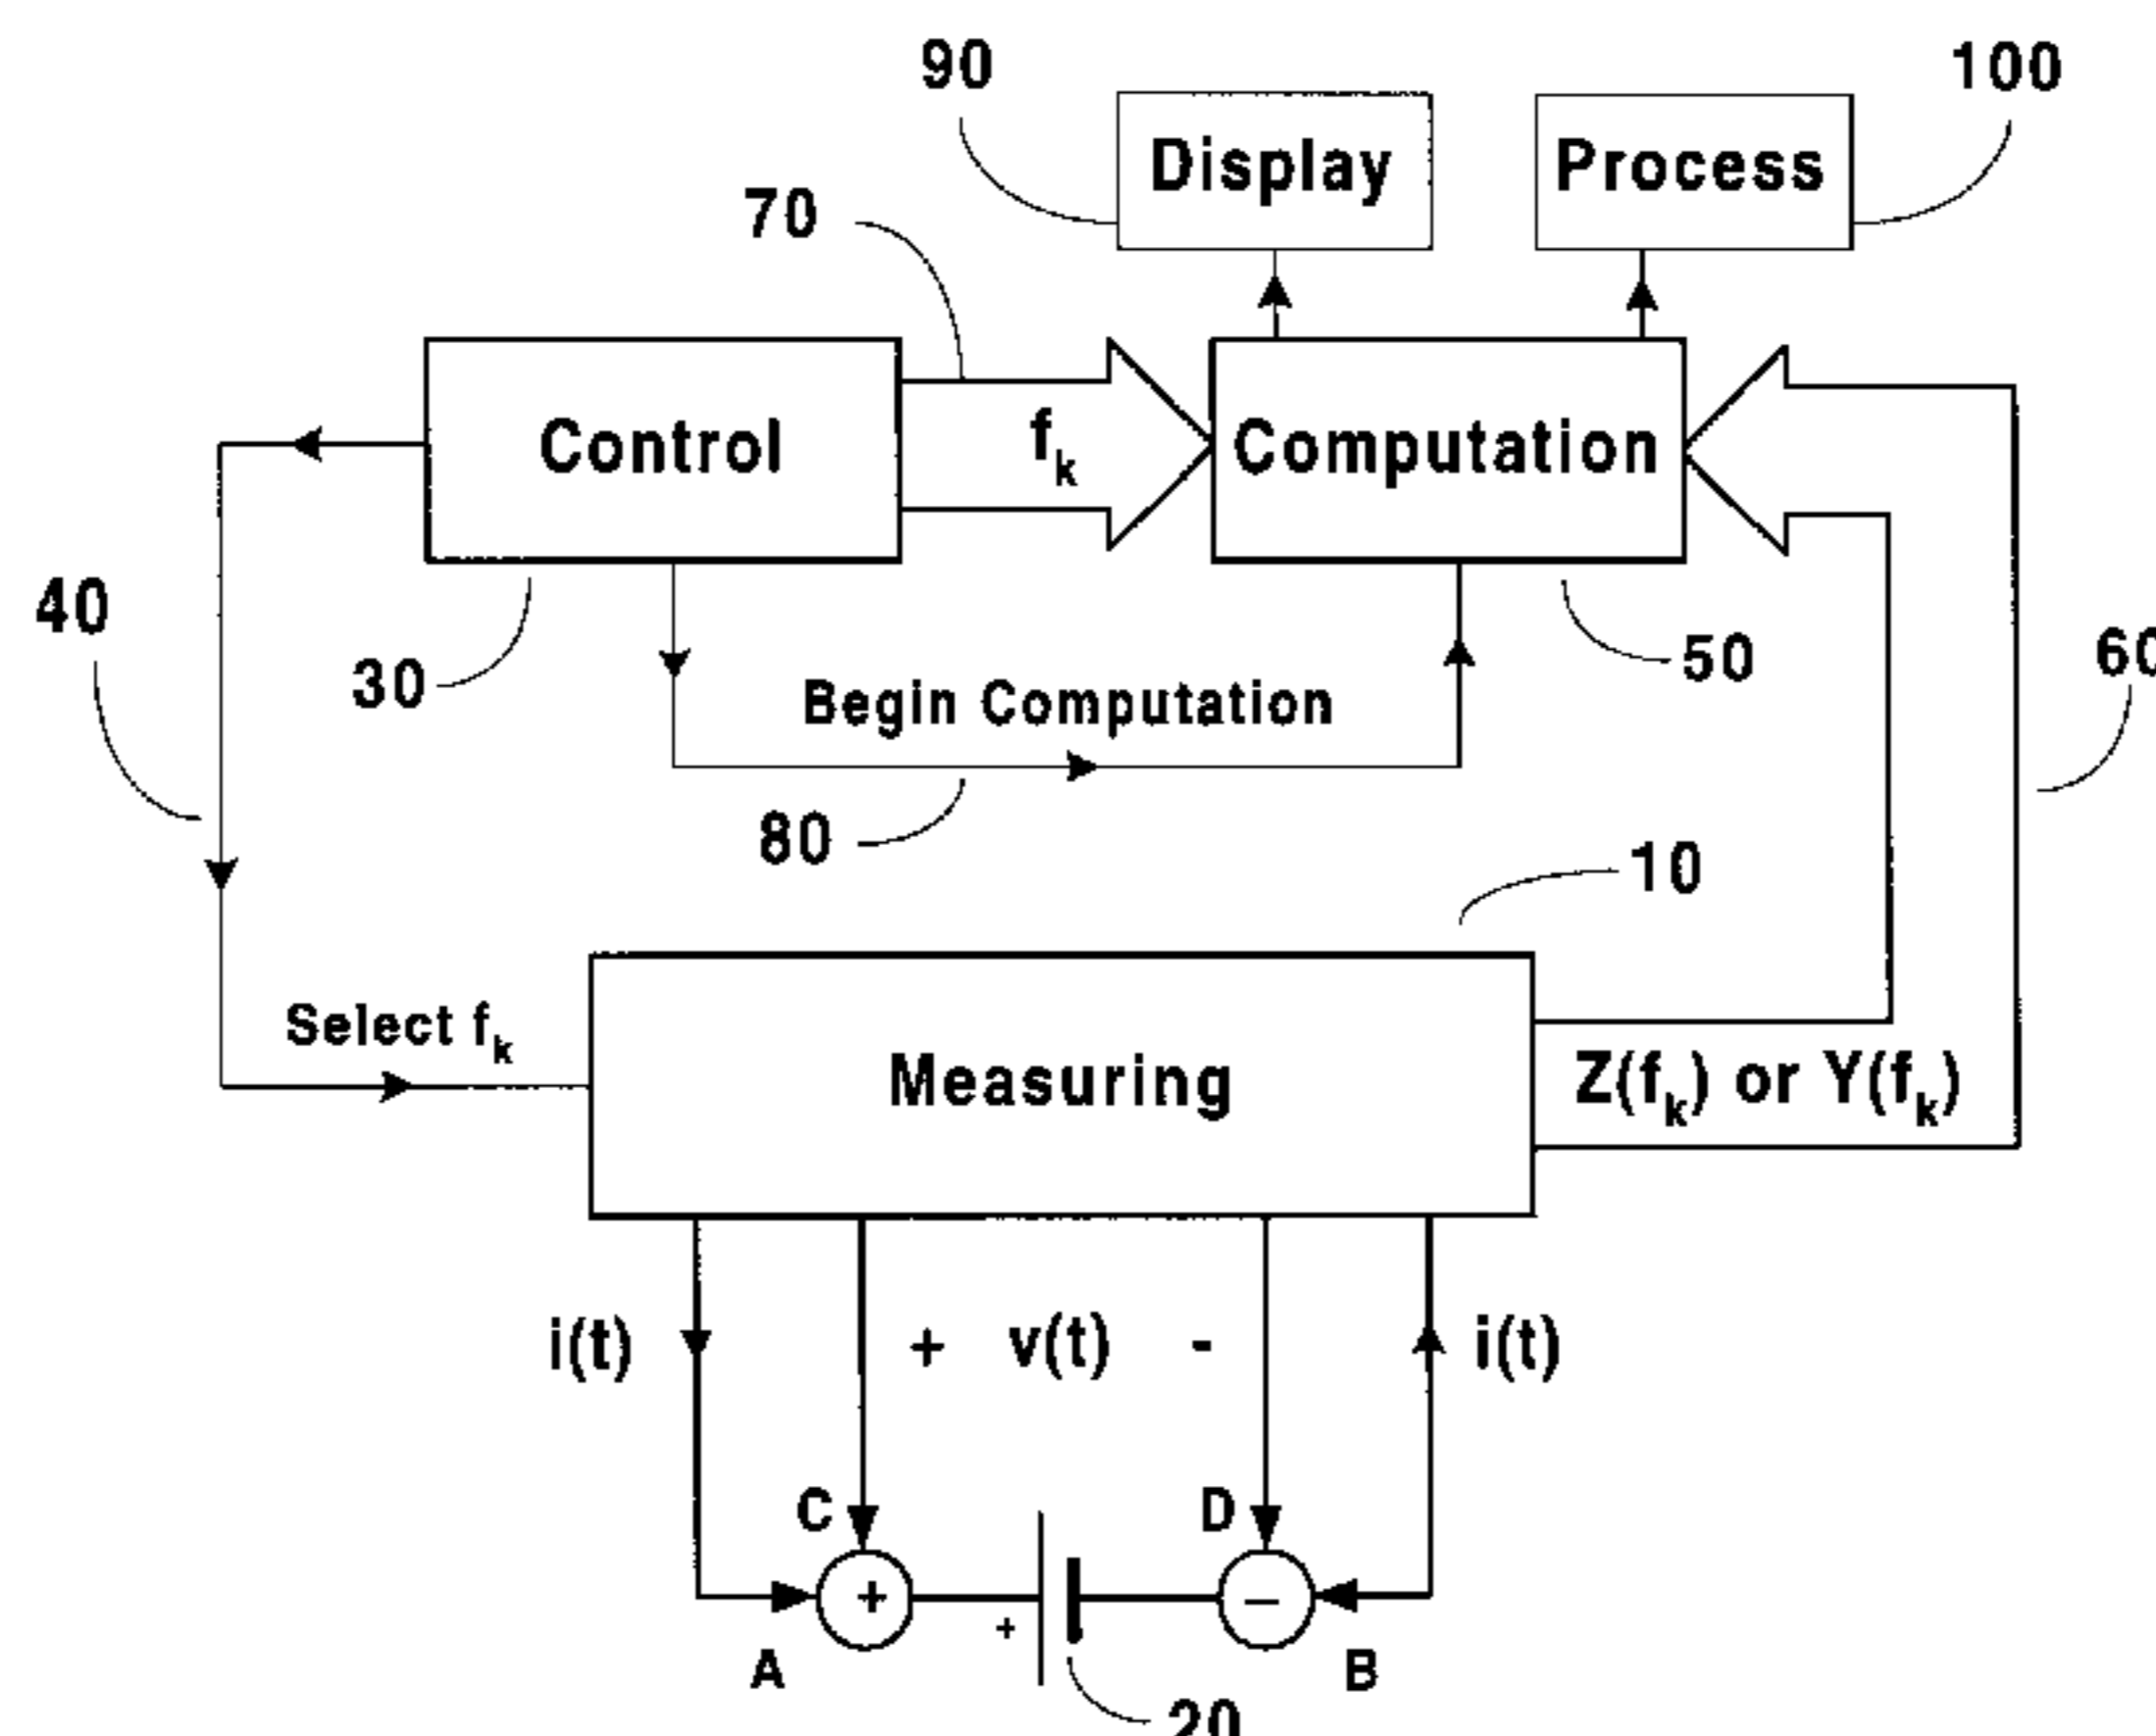 90
100
Display
Process
70
Control
f_k
Computation
40
30
50
60
Begin Computation
80
10
Select f_k
Measuring
Z(f_k) or Y(f_k)
i(t)
+ v(t) -
i(t)
C
D
+
–
+
A
B
20